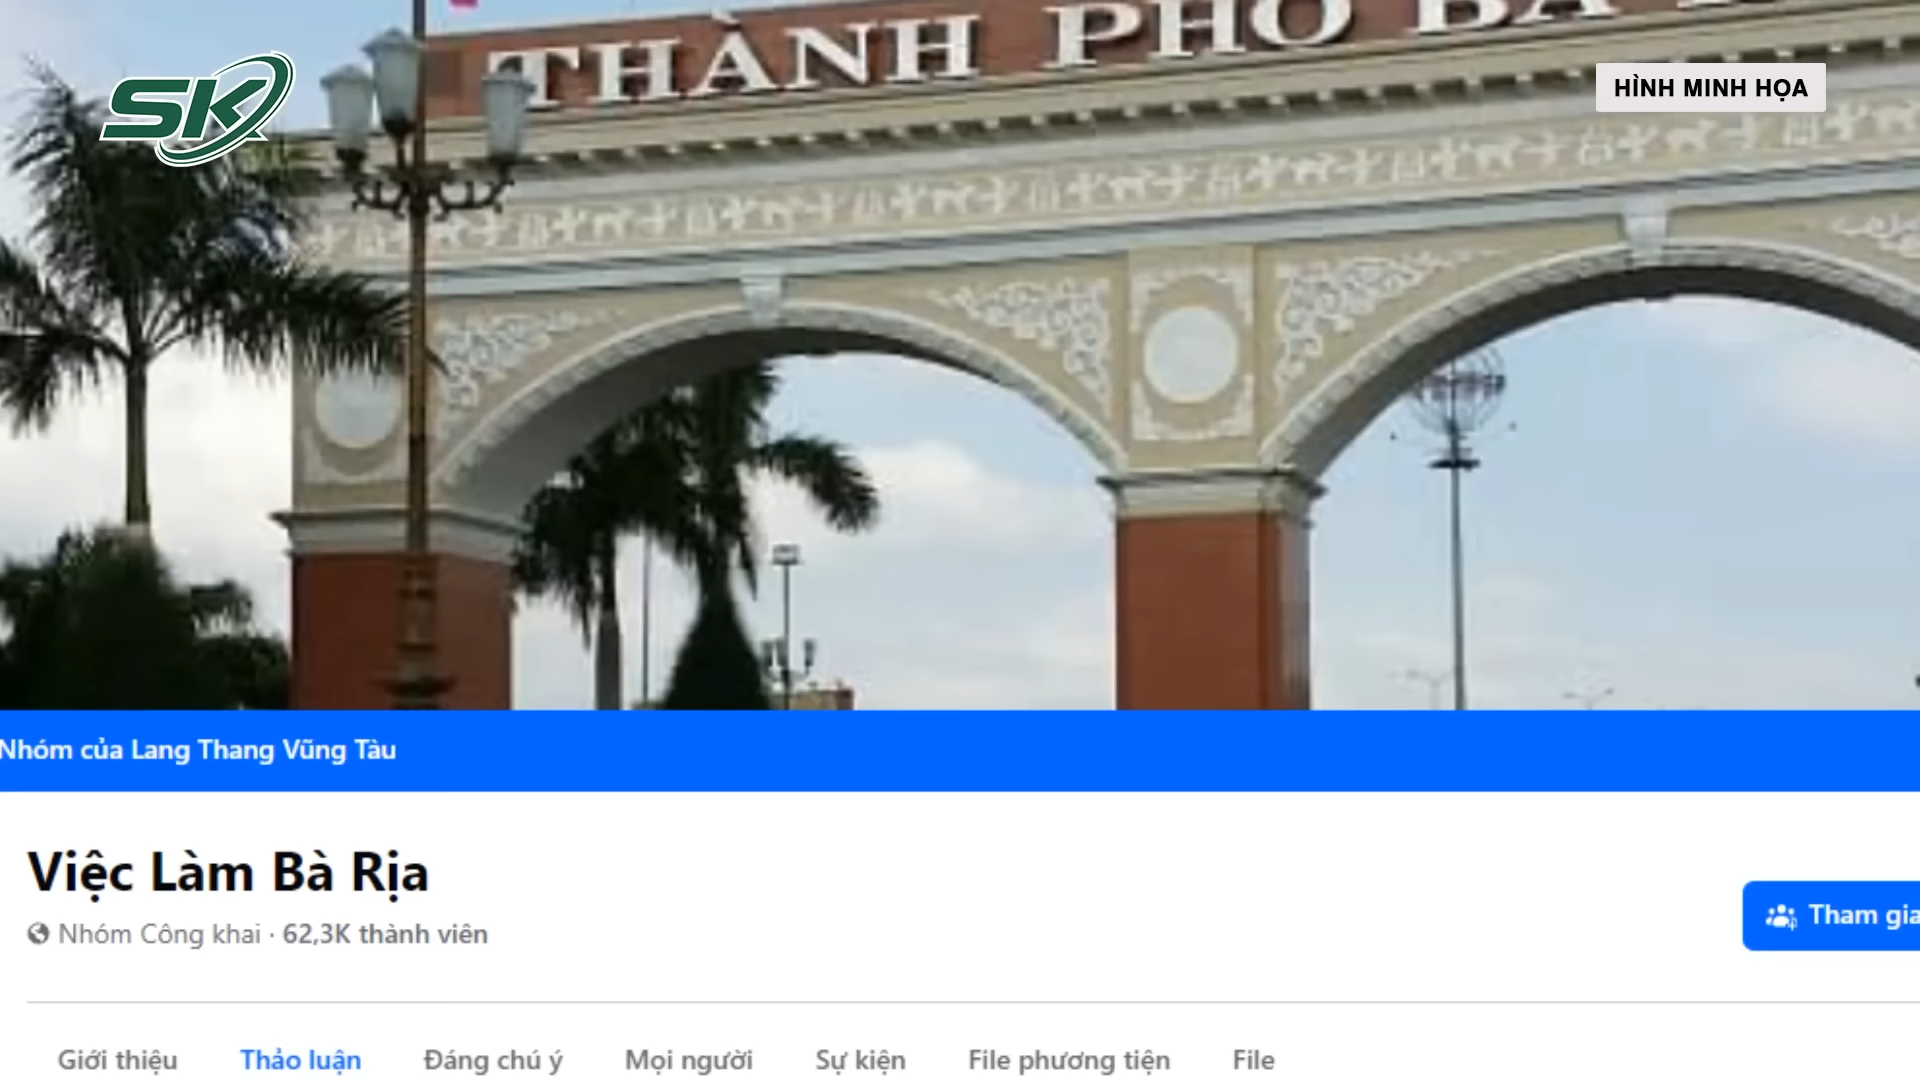 THÀNH PHỐ BÀ
SK
HÌNH MINH HỌA
Nhóm của Lang Thang Vũng Tàu
Việc Làm Bà Rịa
Nhóm Công khai · 62,3K thành viên
Tham gia
Giới thiệu
Thảo luận
Đáng chú ý
Mọi người
Sự kiện
File phương tiện
File